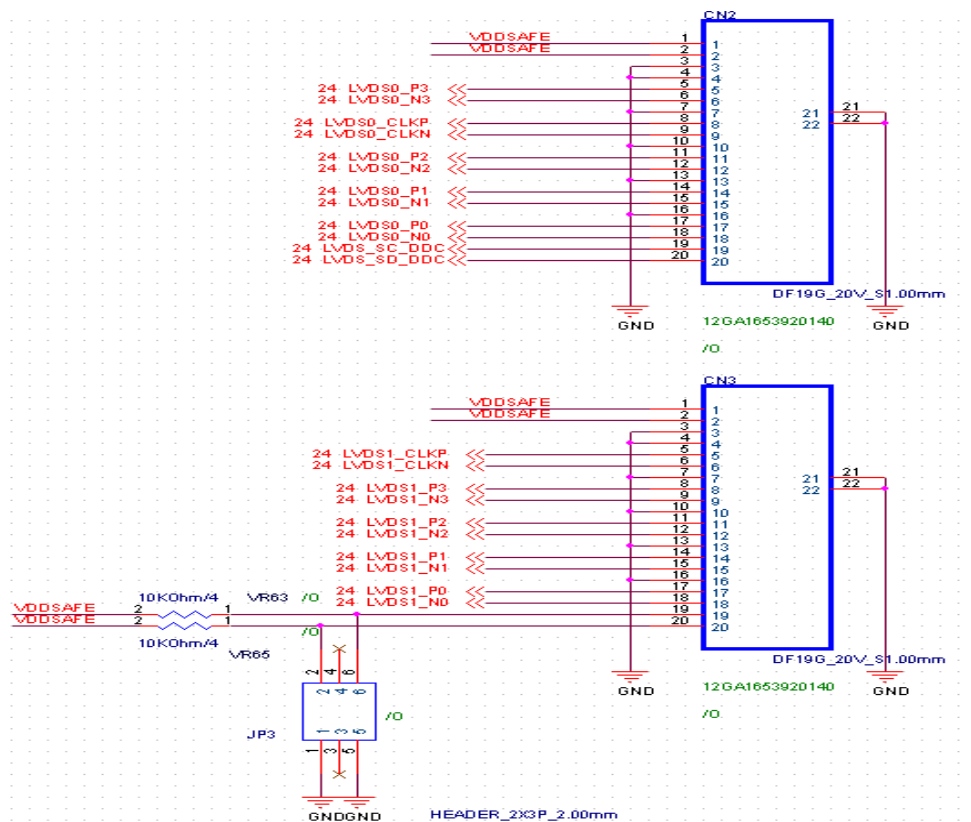 CN2
VDDSAFE 1 1
VDDSAFE 2 2
3 3
4 4
24 LVDS0_P3 5 5
24 LVDS0_N3 6 6
7 7 21 21
24 LVDS0_CLKP 8 8 22 22
24 LVDS0_CLKN 9 9
10 10
24 LVDS0_P2 11 11
24 LVDS0_N2 12 12
13 13
24 LVDS0_P1 14 14
24 LVDS0_N1 15 15
16 16
24 LVDS0_P0 17 17
24 LVDS0_N0 18 18
24 LVDS_SC_DDC 19 19
24 LVDS_SD_DDC 20 20
DF19G_20V_S1.00mm
GND 12GA1653920140 GND
/O
CN3
VDDSAFE 1 1
VDDSAFE 2 2
3 3
4 4
24 LVDS1_CLKP 5 5
24 LVDS1_CLKN 6 6
7 7 21 21
24 LVDS1_P3 8 8 22 22
24 LVDS1_N3 9 9
10 10
24 LVDS1_P2 11 11
24 LVDS1_N2 12 12
13 13
24 LVDS1_P1 14 14
24 LVDS1_N1 15 15
16 16
24 LVDS1_P0 17 17
24 LVDS1_N0 18 18
10KOhm/4 VR63 /O
VDDSAFE 2 1 19 19
VDDSAFE 2 1 20 20
/O
10KOhm/4 VR65
DF19G_20V_S1.00mm
2 4 6
GND 12GA1653920140 GND
2 4 6
/O
/O
JP3
1 3 5
1 3 5
GND GND HEADER_2X3P_2.00mm